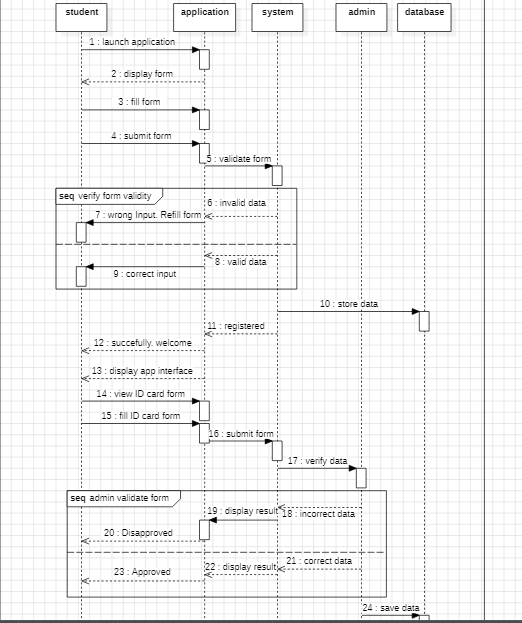 student
application
system
admin
database
1 : launch application
2 : display form
3 : fill form
4 : submit form
5 : validate form
seq verify form validity
6 : invalid data
7 : wrong Input. Refill form
8 : valid data
9 : correct input
10 : store data
11 : registered
12 : succefully. welcome
13 : display app interface
14 : view ID card form
15 : fill ID card form
16 : submit form
17 : verify data
seq admin validate form
18 : incorrect data
19 : display result
20 : Disapproved
21 : correct data
22 : display result
23 : Approved
24 : save data